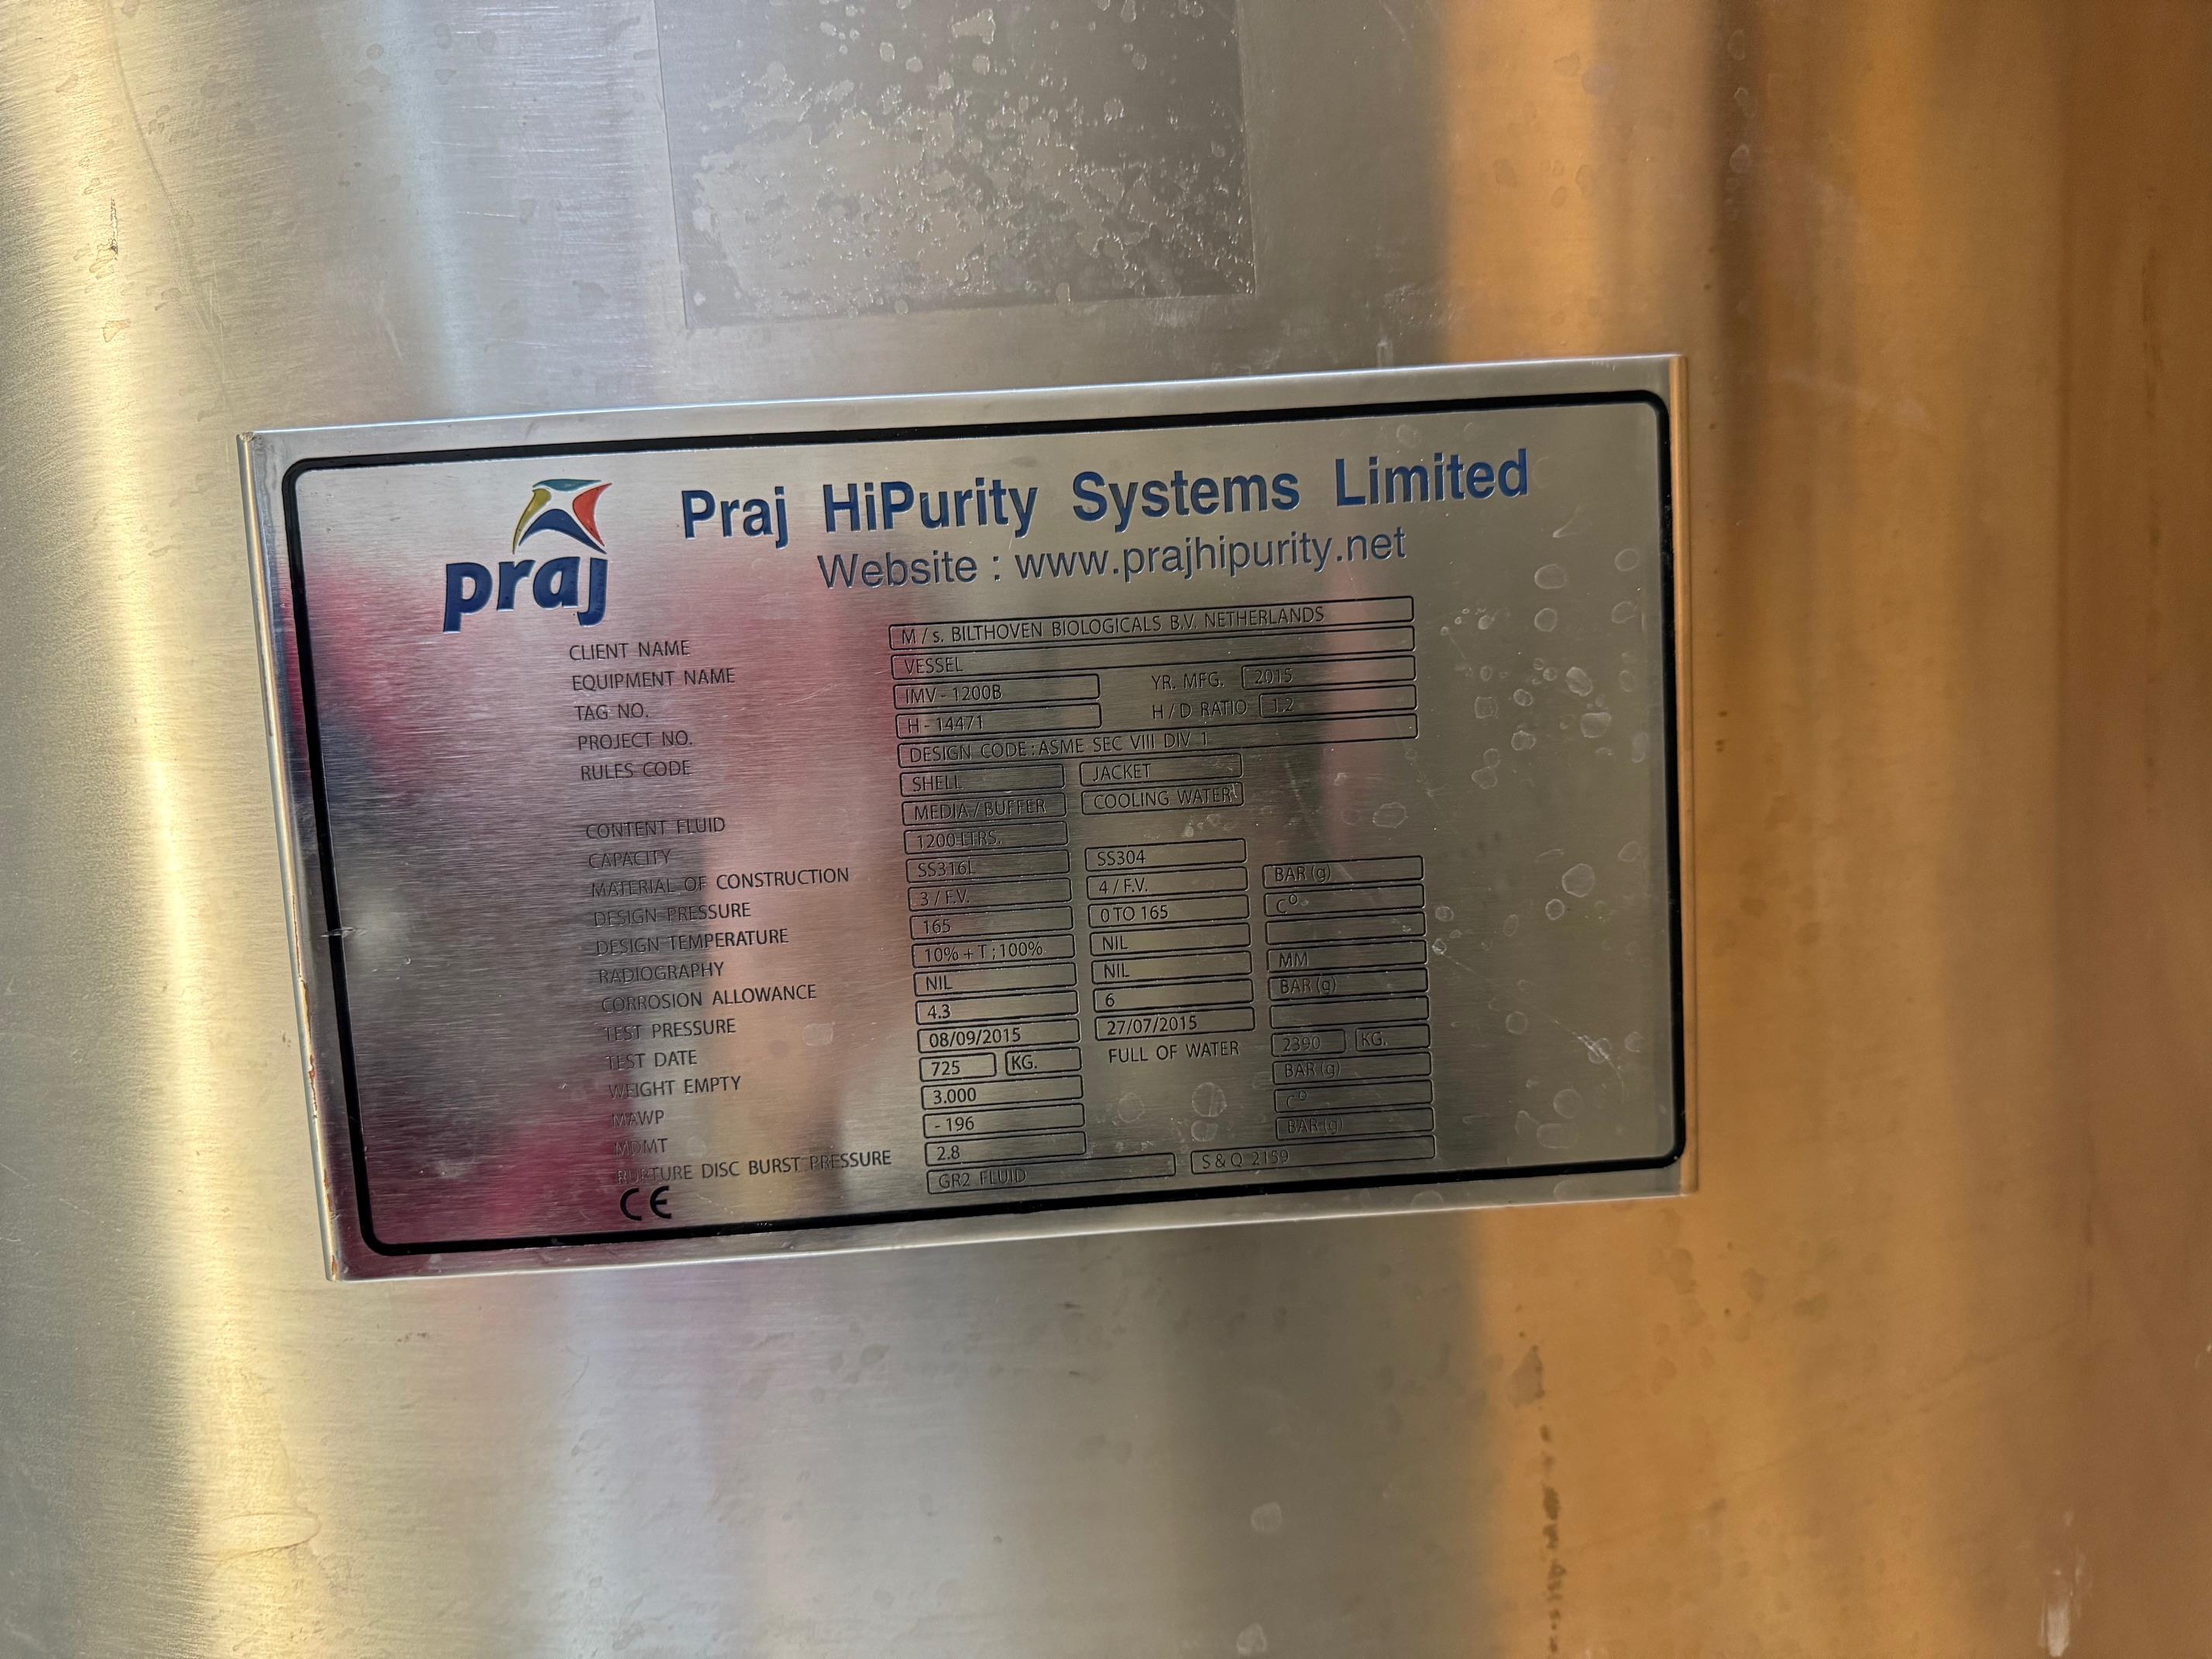 praj
Praj HiPurity Systems Limited
Website : www.prajhipurity.net
CLIENT NAME M / s. BILTHOVEN BIOLOGICALS B.V. NETHERLANDS
EQUIPMENT NAME VESSEL
TAG NO. IMV - 1200B YR. MFG. 2015
PROJECT NO. H - 14471 H / D RATIO 1.2
RULES CODE DESIGN CODE : ASME SEC VIII DIV 1
SHELL JACKET
CONTENT FLUID MEDIA / BUFFER COOLING WATER
CAPACITY 1200 LTRS.
MATERIAL OF CONSTRUCTION SS316L SS304
DESIGN PRESSURE 3 / F.V. 4 / F.V. BAR (g)
DESIGN TEMPERATURE 165 0 TO 165 C°
RADIOGRAPHY 10% + T ; 100% NIL
CORROSION ALLOWANCE NIL NIL MM
TEST PRESSURE 4.3 6 BAR (g)
TEST DATE 08/09/2015 27/07/2015
WEIGHT EMPTY 725 KG. FULL OF WATER 2390 KG.
MAWP 3.000 BAR (g)
MDMT - 196 C°
RUPTURE DISC BURST PRESSURE 2.8 BAR (g)
CE GR2 FLUID S & Q 2159